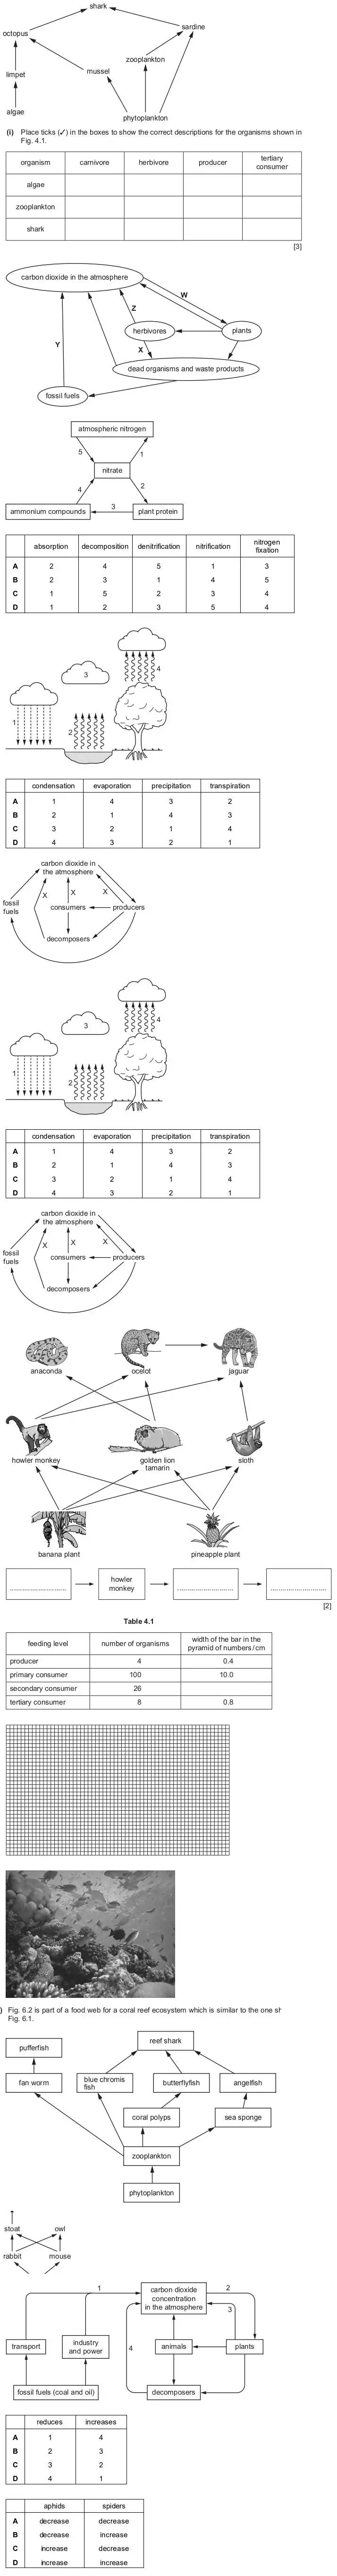 shark
octopus
sardine
zooplankton
mussel
limpet
algae
phytoplankton
(i) Place ticks (✓) in the boxes to show the correct descriptions for the organisms shown in
Fig. 4.1.
organism carnivore herbivore producer tertiary consumer
algae
zooplankton
shark
[3]
carbon dioxide in the atmosphere
W
Z
herbivores
plants
Y
X
dead organisms and waste products
fossil fuels
atmospheric nitrogen
5
1
nitrate
4
2
3
ammonium compounds
plant protein
absorption decomposition denitrification nitrification nitrogen fixation
A 2 4 5 1 3
B 2 3 1 4 5
C 1 5 2 3 4
D 1 2 3 5 4
3
4
1
2
condensation evaporation precipitation transpiration
A 1 4 3 2
B 2 1 4 3
C 3 2 1 4
D 4 3 2 1
carbon dioxide in
the atmosphere
fossil
fuels
X
X
X
consumers
producers
decomposers
3
4
1
2
condensation evaporation precipitation transpiration
A 1 4 3 2
B 2 1 4 3
C 3 2 1 4
D 4 3 2 1
carbon dioxide in
the atmosphere
fossil
fuels
X
X
X
consumers
producers
decomposers
anaconda
ocelot
jaguar
howler monkey
golden lion
tamarin
sloth
banana plant
pineapple plant
howler
monkey
[2]
Table 4.1
feeding level number of organisms width of the bar in the pyramid of numbers/cm
producer 4 0.4
primary consumer 100 10.0
secondary consumer 26
tertiary consumer 8 0.8
) Fig. 6.2 is part of a food web for a coral reef ecosystem which is similar to the one sh
Fig. 6.1.
reef shark
pufferfish
fan worm
blue chromis
fish
butterflyfish
angelfish
coral polyps
sea sponge
zooplankton
phytoplankton
stoat
owl
rabbit
mouse
1
carbon dioxide
concentration
in the atmosphere
2
3
transport
industry
and power
4
animals
plants
fossil fuels (coal and oil)
decomposers
reduces increases
A 1 4
B 2 3
C 3 2
D 4 1
aphids spiders
A decrease decrease
B decrease increase
C increase decrease
D increase increase